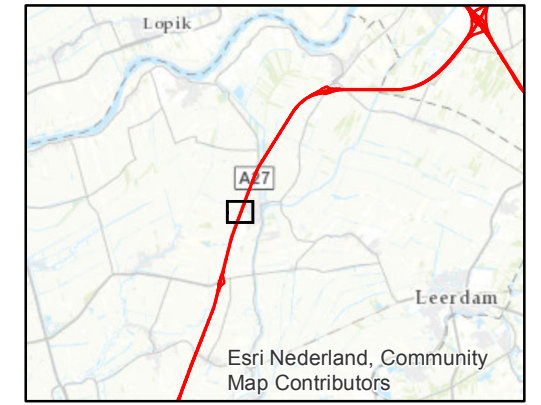 Lopik
A27
Leerdam
Esri Nederland, Community
Map Contributors